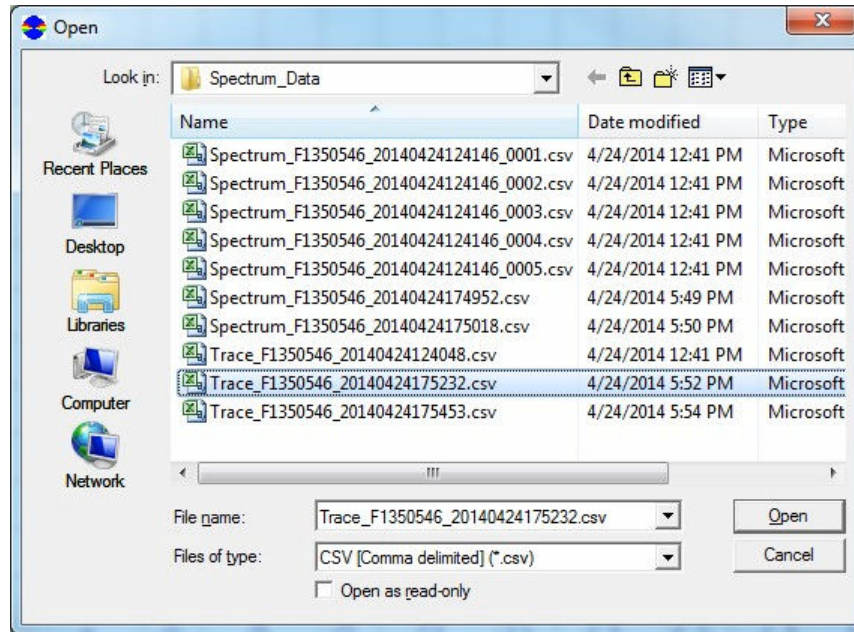 Open
Look in: Spectrum_Data
Name Date modified Type
Spectrum_F1350546_20140424124146_0001.csv 4/24/2014 12:41 PM Microsoft
Spectrum_F1350546_20140424124146_0002.csv 4/24/2014 12:41 PM Microsoft
Spectrum_F1350546_20140424124146_0003.csv 4/24/2014 12:41 PM Microsoft
Spectrum_F1350546_20140424124146_0004.csv 4/24/2014 12:41 PM Microsoft
Spectrum_F1350546_20140424124146_0005.csv 4/24/2014 12:41 PM Microsoft
Spectrum_F1350546_20140424174952.csv 4/24/2014 5:49 PM Microsoft
Spectrum_F1350546_20140424175018.csv 4/24/2014 5:50 PM Microsoft
Trace_F1350546_20140424124048.csv 4/24/2014 12:41 PM Microsoft
Trace_F1350546_20140424175232.csv 4/24/2014 5:52 PM Microsoft
Trace_F1350546_20140424175453.csv 4/24/2014 5:54 PM Microsoft
Recent Places
Desktop
Libraries
Computer
Network
File name: Trace_F1350546_20140424175232.csv Open
Files of type: CSV [Comma delimited] (*.csv) Cancel
Open as read-only